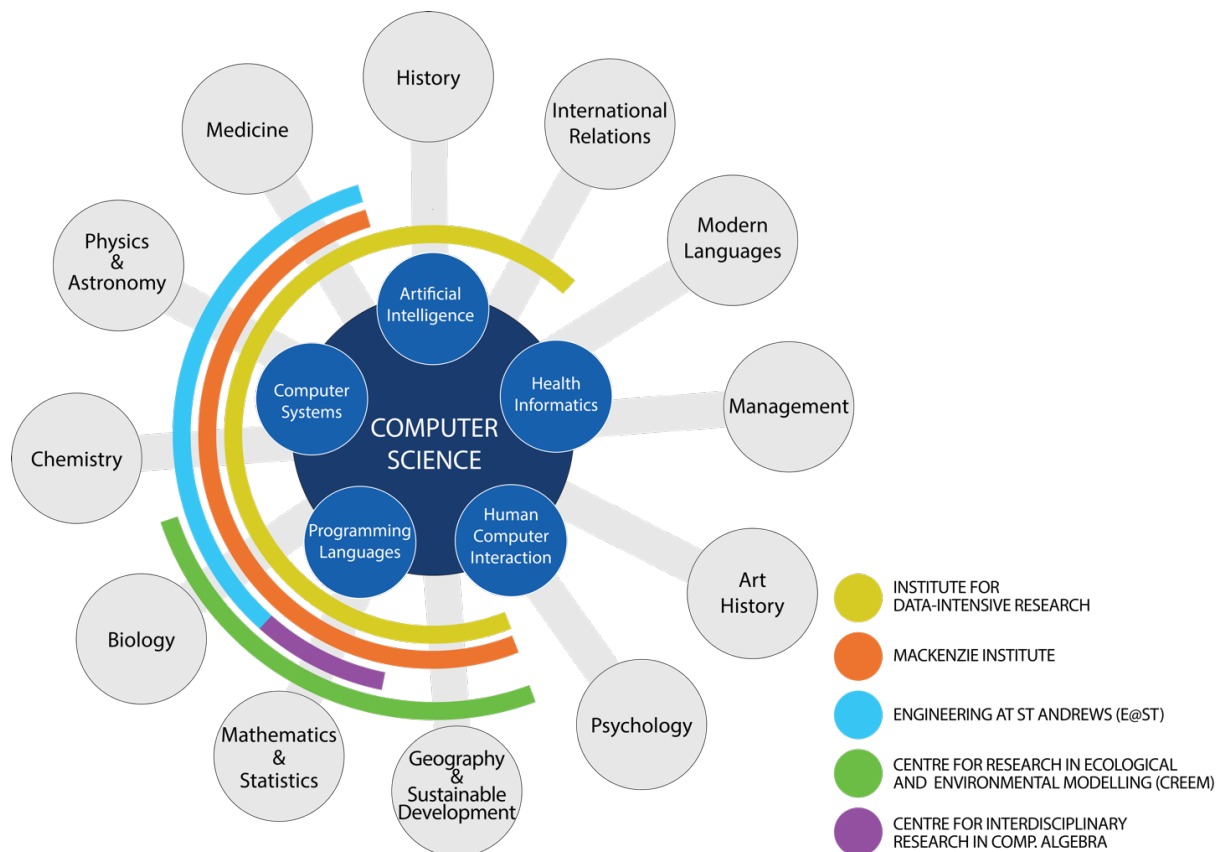 History
International
Relations
Medicine
Modern
Languages
Physics
&
Astronomy
Artificial
Intelligence
Computer
Systems
Health
Informatics
Management
COMPUTER
SCIENCE
Chemistry
Programming
Languages
Human
Computer
Interaction
Art
History
Biology
Psychology
Mathematics
&
Statistics
Geography
&
Sustainable
Development
INSTITUTE FOR
DATA-INTENSIVE RESEARCH
MACKENZIE INSTITUTE
ENGINEERING AT ST ANDREWS (E@ST)
CENTRE FOR RESEARCH IN ECOLOGICAL
AND ENVIRONMENTAL MODELLING (CREEM)
CENTRE FOR INTERDISCIPLINARY
RESEARCH IN COMP. ALGEBRA